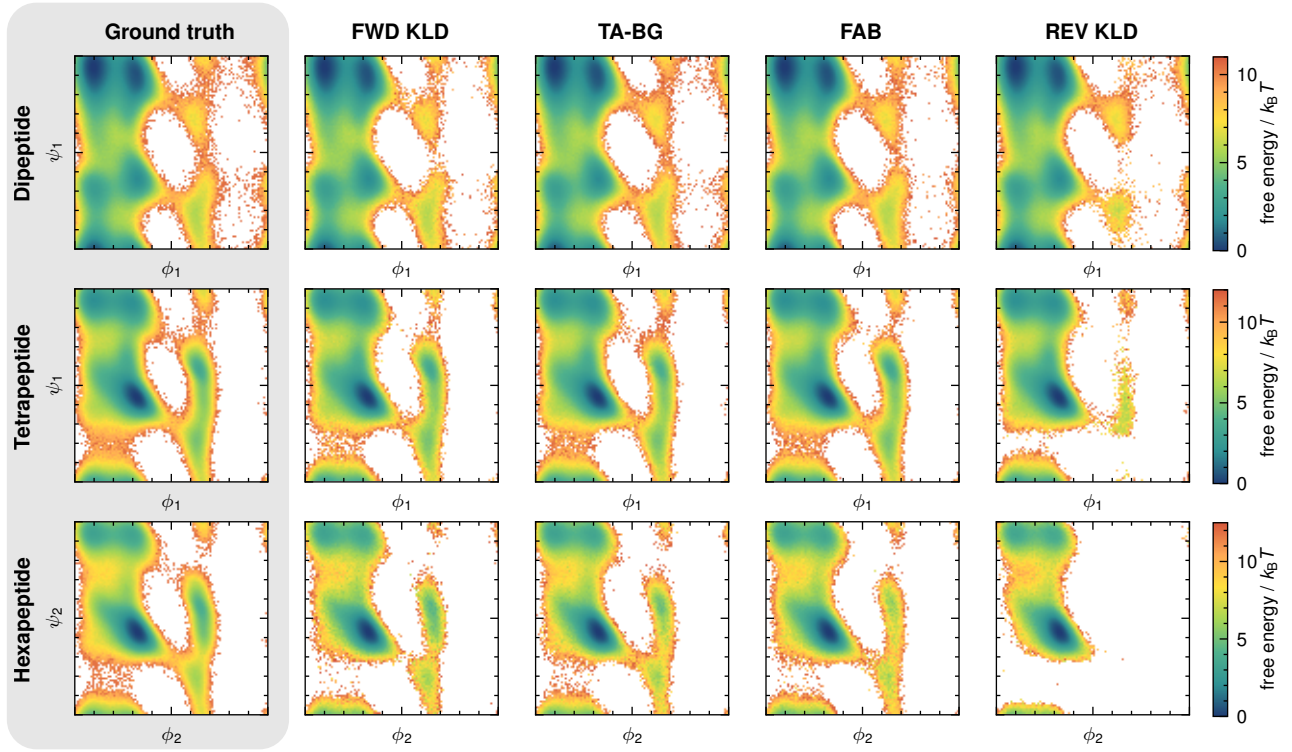 Ground truth FWD KLD TA-BG FAB REV KLD
Dipeptide
ψ1
ϕ1 ϕ1 ϕ1 ϕ1 ϕ1
10
5
0
free energy / kBT
Tetrapeptide
ψ1
ϕ1 ϕ1 ϕ1 ϕ1 ϕ1
10
5
0
free energy / kBT
Hexapeptide
ψ2
ϕ2 ϕ2 ϕ2 ϕ2 ϕ2
10
5
0
free energy / kBT